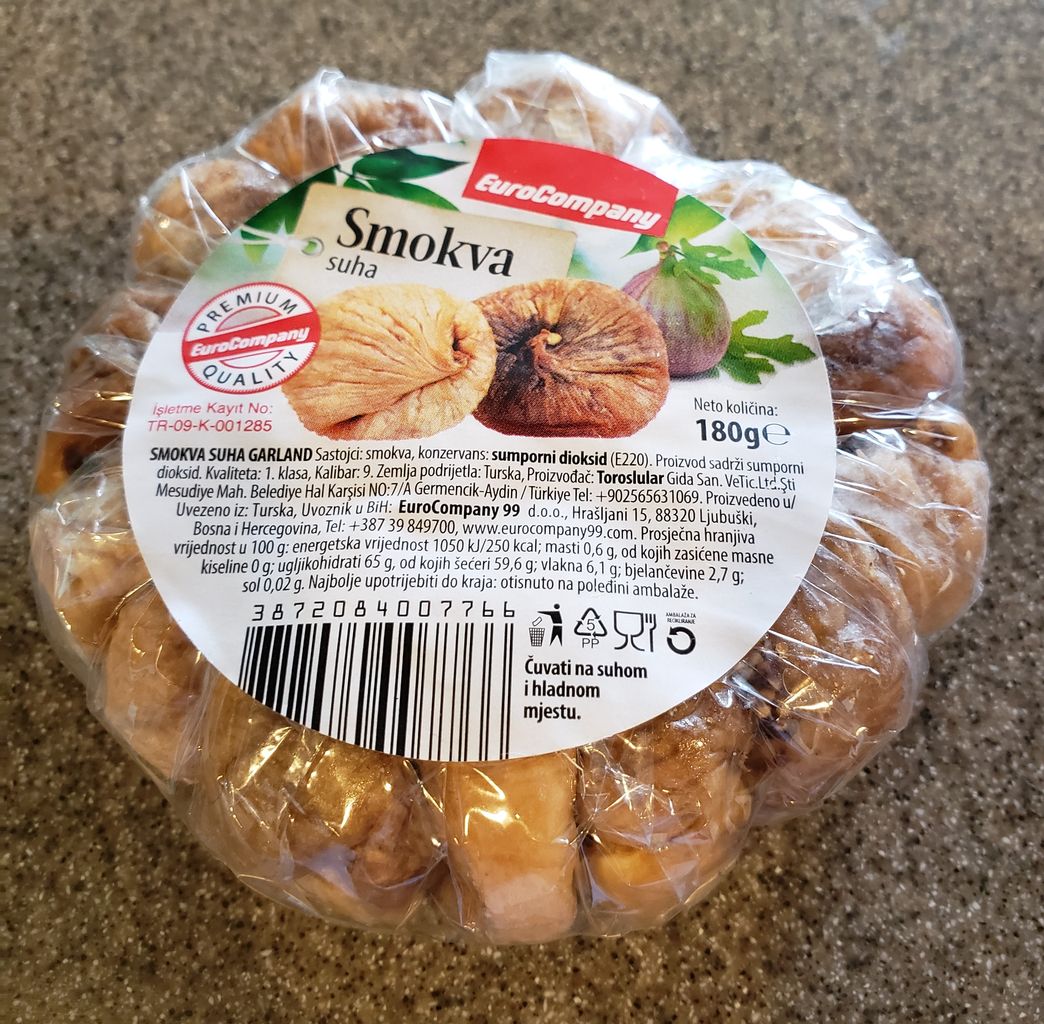 EuroCompany
Smokva
suha
PREMIUM
EuroCompany
QUALITY
İşletme Kayıt No:
TR-09-K-001285
Neto količina:
180g℮
SMOKVA SUHA GARLAND Sastojci: smokva, konzervans: sumporni dioksid (E220). Proizvod sadrži sumporni
dioksid. Kvaliteta: 1. klasa, Kalibar: 9. Zemlja podrijetla: Turska, Proizvođač: Toroslular Gida San. VeTic.Ltd.Şti
Mesudiye Mah. Belediye Hal Karşisi NO:7/A Germencik-Aydin / Türkiye Tel: +902565631069. Proizvedeno u/
Uvezeno iz: Turska, Uvoznik u BiH: EuroCompany 99 d.o.o., Hrašljani 15, 88320 Ljubuški,
Bosna i Hercegovina, Tel: +387 39 849700, www.eurocompany99.com. Prosječna hranjiva
vrijednost u 100 g: energetska vrijednost 1050 kJ/250 kcal; masti 0,6 g, od kojih zasićene masne
kiseline 0 g; ugljikohidrati 65 g, od kojih šećeri 59,6 g; vlakna 6,1 g; bjelančevine 2,7 g;
sol 0,02 g. Najbolje upotrijebiti do kraja: otisnuto na poleđini ambalaže.
3872084007766
5
PP
AMBALAŽA ZA
RECIKLIRANJE
Čuvati na suhom
i hladnom
mjestu.